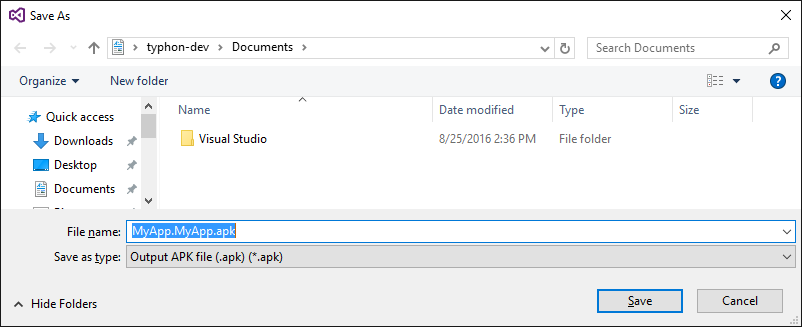 Save As
typhon-dev Documents Search Documents
Organize New folder
Name Date modified Type Size
Quick access
Downloads
Desktop
Documents
Visual Studio 8/25/2016 2:36 PM File folder
File name: MyApp.MyApp.apk
Save as type: Output APK file (.apk) (*.apk)
Hide Folders Save Cancel